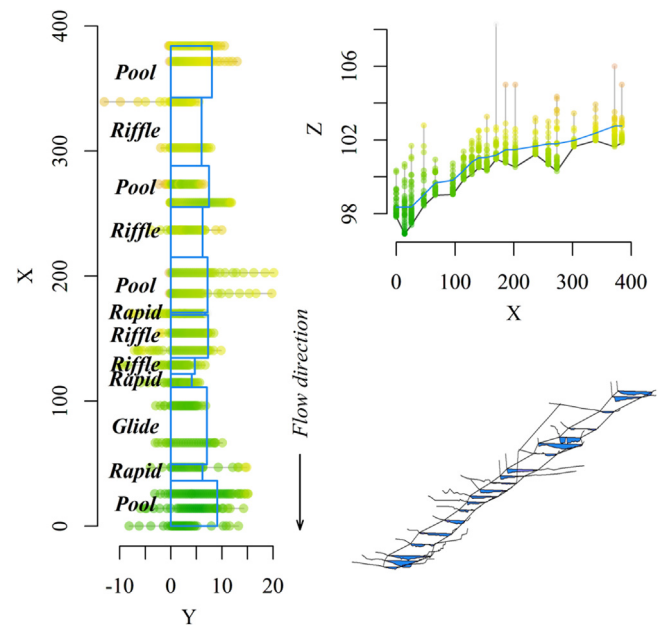 400
300
200
100
0
X
Pool
Riffle
Pool
Riffle
Pool
Rapid
Riffle
Riffle
Rapid
Glide
Rapid
Pool
Flow direction
-10 0 10 20
Y
106
102
98
Z
0 100 200 300 400
X